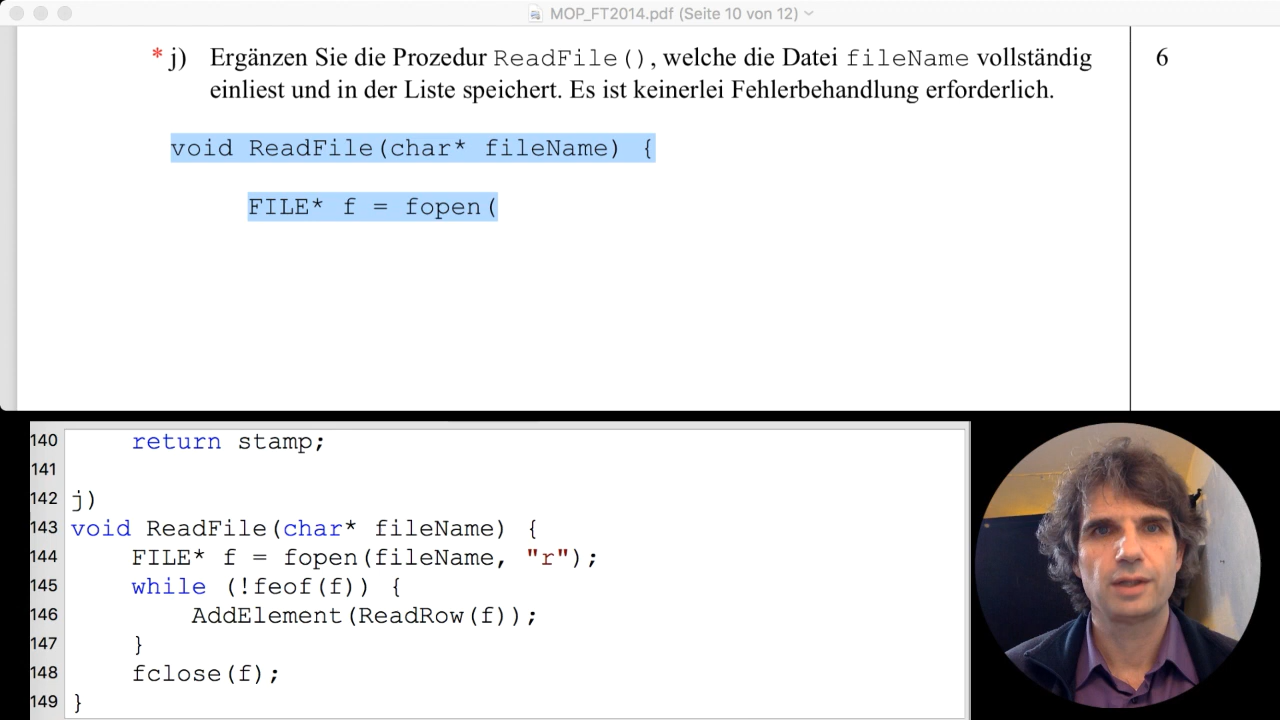 MOP_FT2014.pdf (Seite 10 von 12)
* j) Ergänzen Sie die Prozedur ReadFile(), welche die Datei fileName vollständig 6
einliest und in der Liste speichert. Es ist keinerlei Fehlerbehandlung erforderlich.
void ReadFile(char* fileName) {
FILE* f = fopen(
140 return stamp;
141
142 j)
143 void ReadFile(char* fileName) {
144 FILE* f = fopen(fileName, "r");
145 while (!feof(f)) {
146 AddElement(ReadRow(f));
147 }
148 fclose(f);
149 }